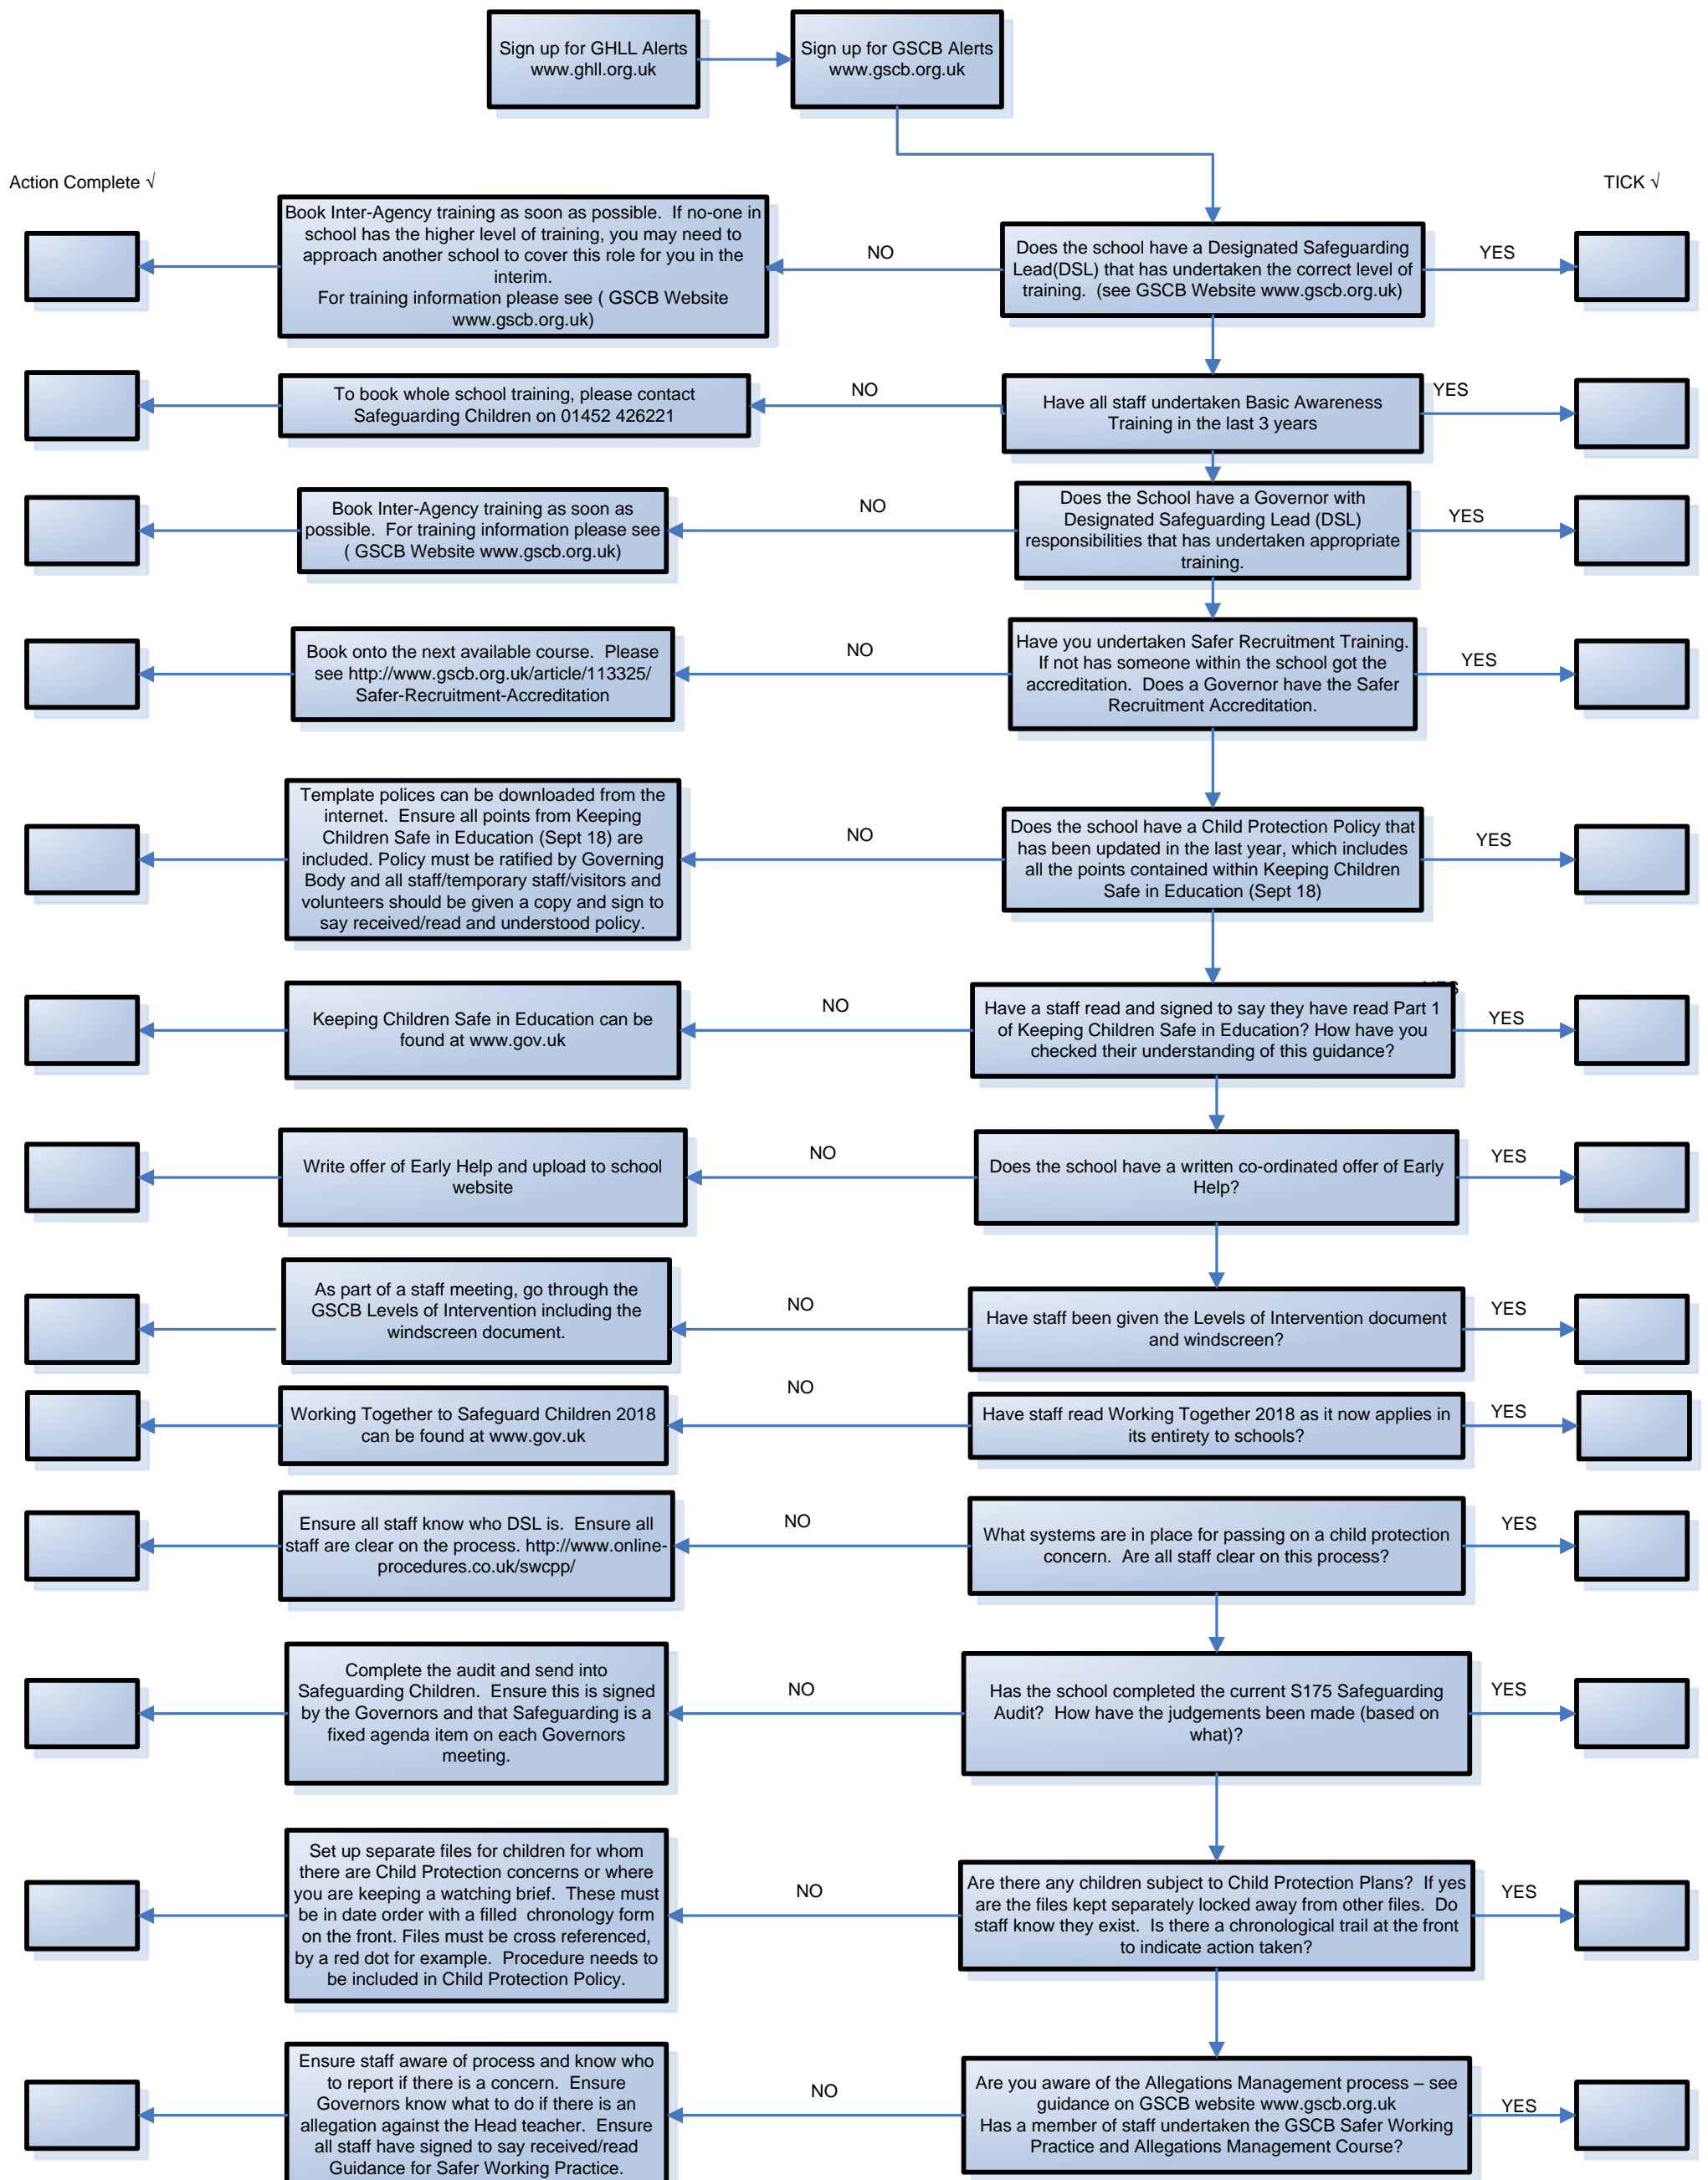 Sign up for GHLL Alerts
www.ghll.org.uk
Sign up for GSCB Alerts
www.gscb.org.uk
Action Complete √
TICK √
Book Inter-Agency training as soon as possible.  If no-one in
school has the higher level of training, you may need to
approach another school to cover this role for you in the
interim.
For training information please see ( GSCB Website
www.gscb.org.uk)
NO
Does the school have a Designated Safeguarding
Lead(DSL) that has undertaken the correct level of
training.  (see GSCB Website www.gscb.org.uk)
YES
To book whole school training, please contact
Safeguarding Children on 01452 426221
NO
Have all staff undertaken Basic Awareness
Training in the last 3 years
YES
Book Inter-Agency training as soon as
possible.  For training information please see
( GSCB Website www.gscb.org.uk)
NO
Does the School have a Governor with
Designated Safeguarding Lead (DSL)
responsibilities that has undertaken appropriate
training.
YES
Book onto the next available course.  Please
see http://www.gscb.org.uk/article/113325/
Safer-Recruitment-Accreditation
NO
Have you undertaken Safer Recruitment Training.
If not has someone within the school got the
accreditation.  Does a Governor have the Safer
Recruitment Accreditation.
YES
Template polices can be downloaded from the
internet.  Ensure all points from Keeping
Children Safe in Education (Sept 18) are
included. Policy must be ratified by Governing
Body and all staff/temporary staff/visitors and
volunteers should be given a copy and sign to
say received/read and understood policy.
NO
Does the school have a Child Protection Policy that
has been updated in the last year, which includes
all the points contained within Keeping Children
Safe in Education (Sept 18)
YES
Keeping Children Safe in Education can be
found at www.gov.uk
NO
YES
Have a staff read and signed to say they have read Part 1
of Keeping Children Safe in Education? How have you
checked their understanding of this guidance?
YES
Write offer of Early Help and upload to school
website
NO
Does the school have a written co-ordinated offer of Early
Help?
YES
As part of a staff meeting, go through the
GSCB Levels of Intervention including the
windscreen document.
NO
Have staff been given the Levels of Intervention document
and windscreen?
YES
Working Together to Safeguard Children 2018
can be found at www.gov.uk
NO
Have staff read Working Together 2018 as it now applies in
its entirety to schools?
YES
Ensure all staff know who DSL is.  Ensure all
staff are clear on the process. http://www.online-
procedures.co.uk/swcpp/
NO
What systems are in place for passing on a child protection
concern.  Are all staff clear on this process?
YES
Complete the audit and send into
Safeguarding Children.  Ensure this is signed
by the Governors and that Safeguarding is a
fixed agenda item on each Governors
meeting.
NO
Has the school completed the current S175 Safeguarding
Audit?  How have the judgements been made (based on
what)?
YES
Set up separate files for children for whom
there are Child Protection concerns or where
you are keeping a watching brief.  These must
be in date order with a filled  chronology form
on the front. Files must be cross referenced,
by a red dot for example.  Procedure needs to
be included in Child Protection Policy.
NO
Are there any children subject to Child Protection Plans?  If yes
are the files kept separately locked away from other files.  Do
staff know they exist.  Is there a chronological trail at the front
to indicate action taken?
YES
Ensure staff aware of process and know who
to report if there is a concern.  Ensure
Governors know what to do if there is an
allegation against the Head teacher.  Ensure
all staff have signed to say received/read
Guidance for Safer Working Practice.
NO
Are you aware of the Allegations Management process – see
guidance on GSCB website www.gscb.org.uk
Has a member of staff undertaken the GSCB Safer Working
Practice and Allegations Management Course?
YES